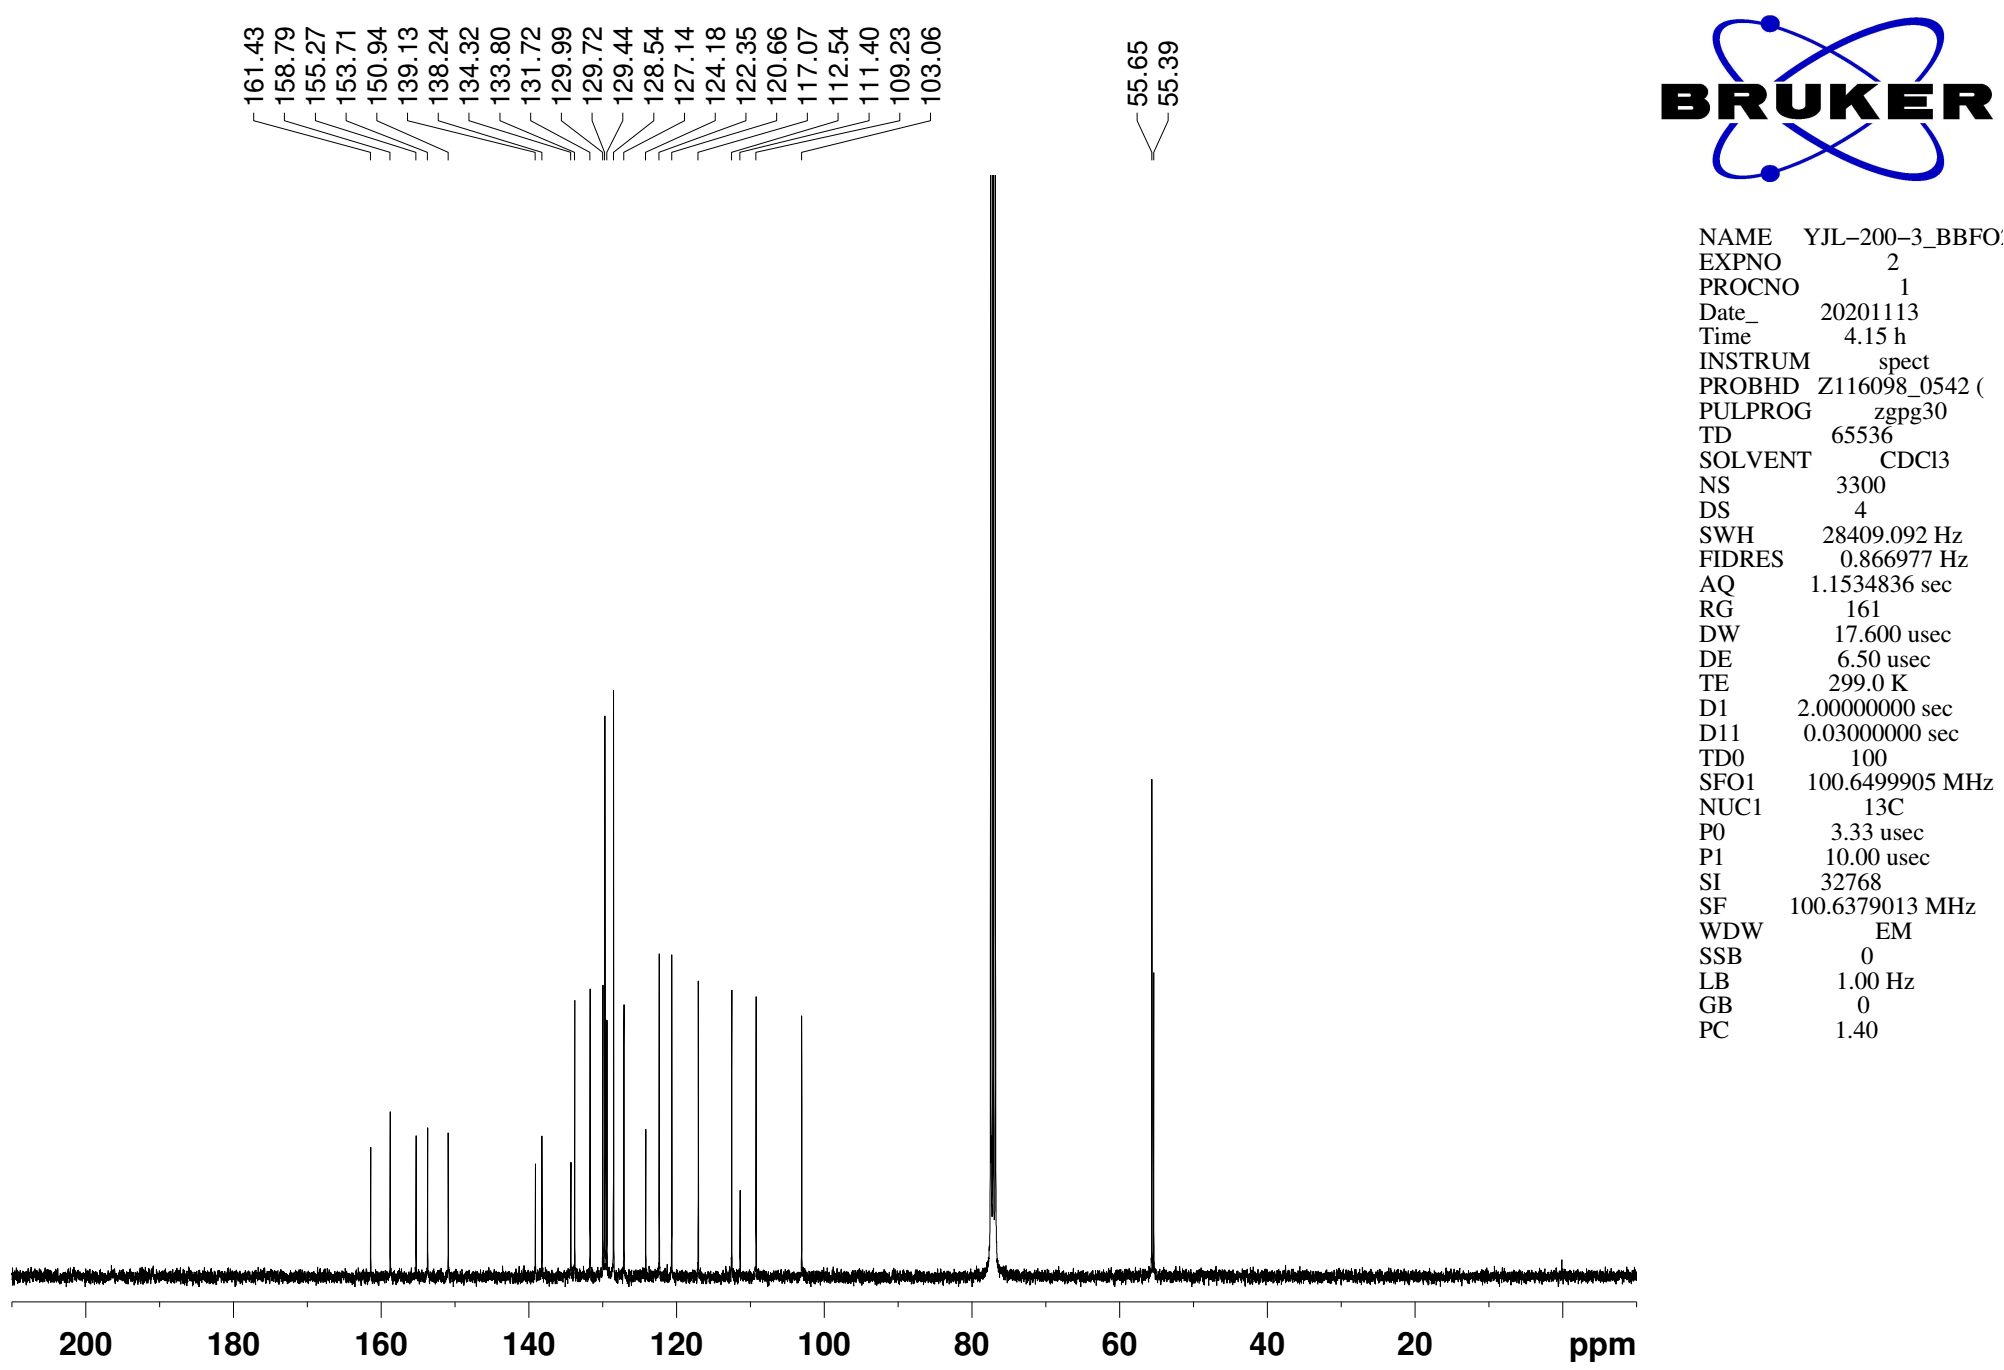 161.43
158.79
155.27
153.71
150.94
139.13
138.24
134.32
133.80
131.72
129.99
129.72
129.44
128.54
127.14
124.18
122.35
120.66
117.07
112.54
111.40
109.23
103.06
55.65
55.39
BRUKER
NAME YJL−200−3_BBFO2
EXPNO 2
PROCNO 1
Date_ 20201113
Time 4.15 h
INSTRUM spect
PROBHD Z116098_0542 (
PULPROG zgpg30
TD 65536
SOLVENT CDCl3
NS 3300
DS 4
SWH 28409.092 Hz
FIDRES 0.866977 Hz
AQ 1.1534836 sec
RG 161
DW 17.600 usec
DE 6.50 usec
TE 299.0 K
D1 2.00000000 sec
D11 0.03000000 sec
TD0 100
SFO1 100.6499905 MHz
NUC1 13C
P0 3.33 usec
P1 10.00 usec
SI 32768
SF 100.6379013 MHz
WDW EM
SSB 0
LB 1.00 Hz
GB 0
PC 1.40
200 180 160 140 120 100 80 60 40 20 ppm